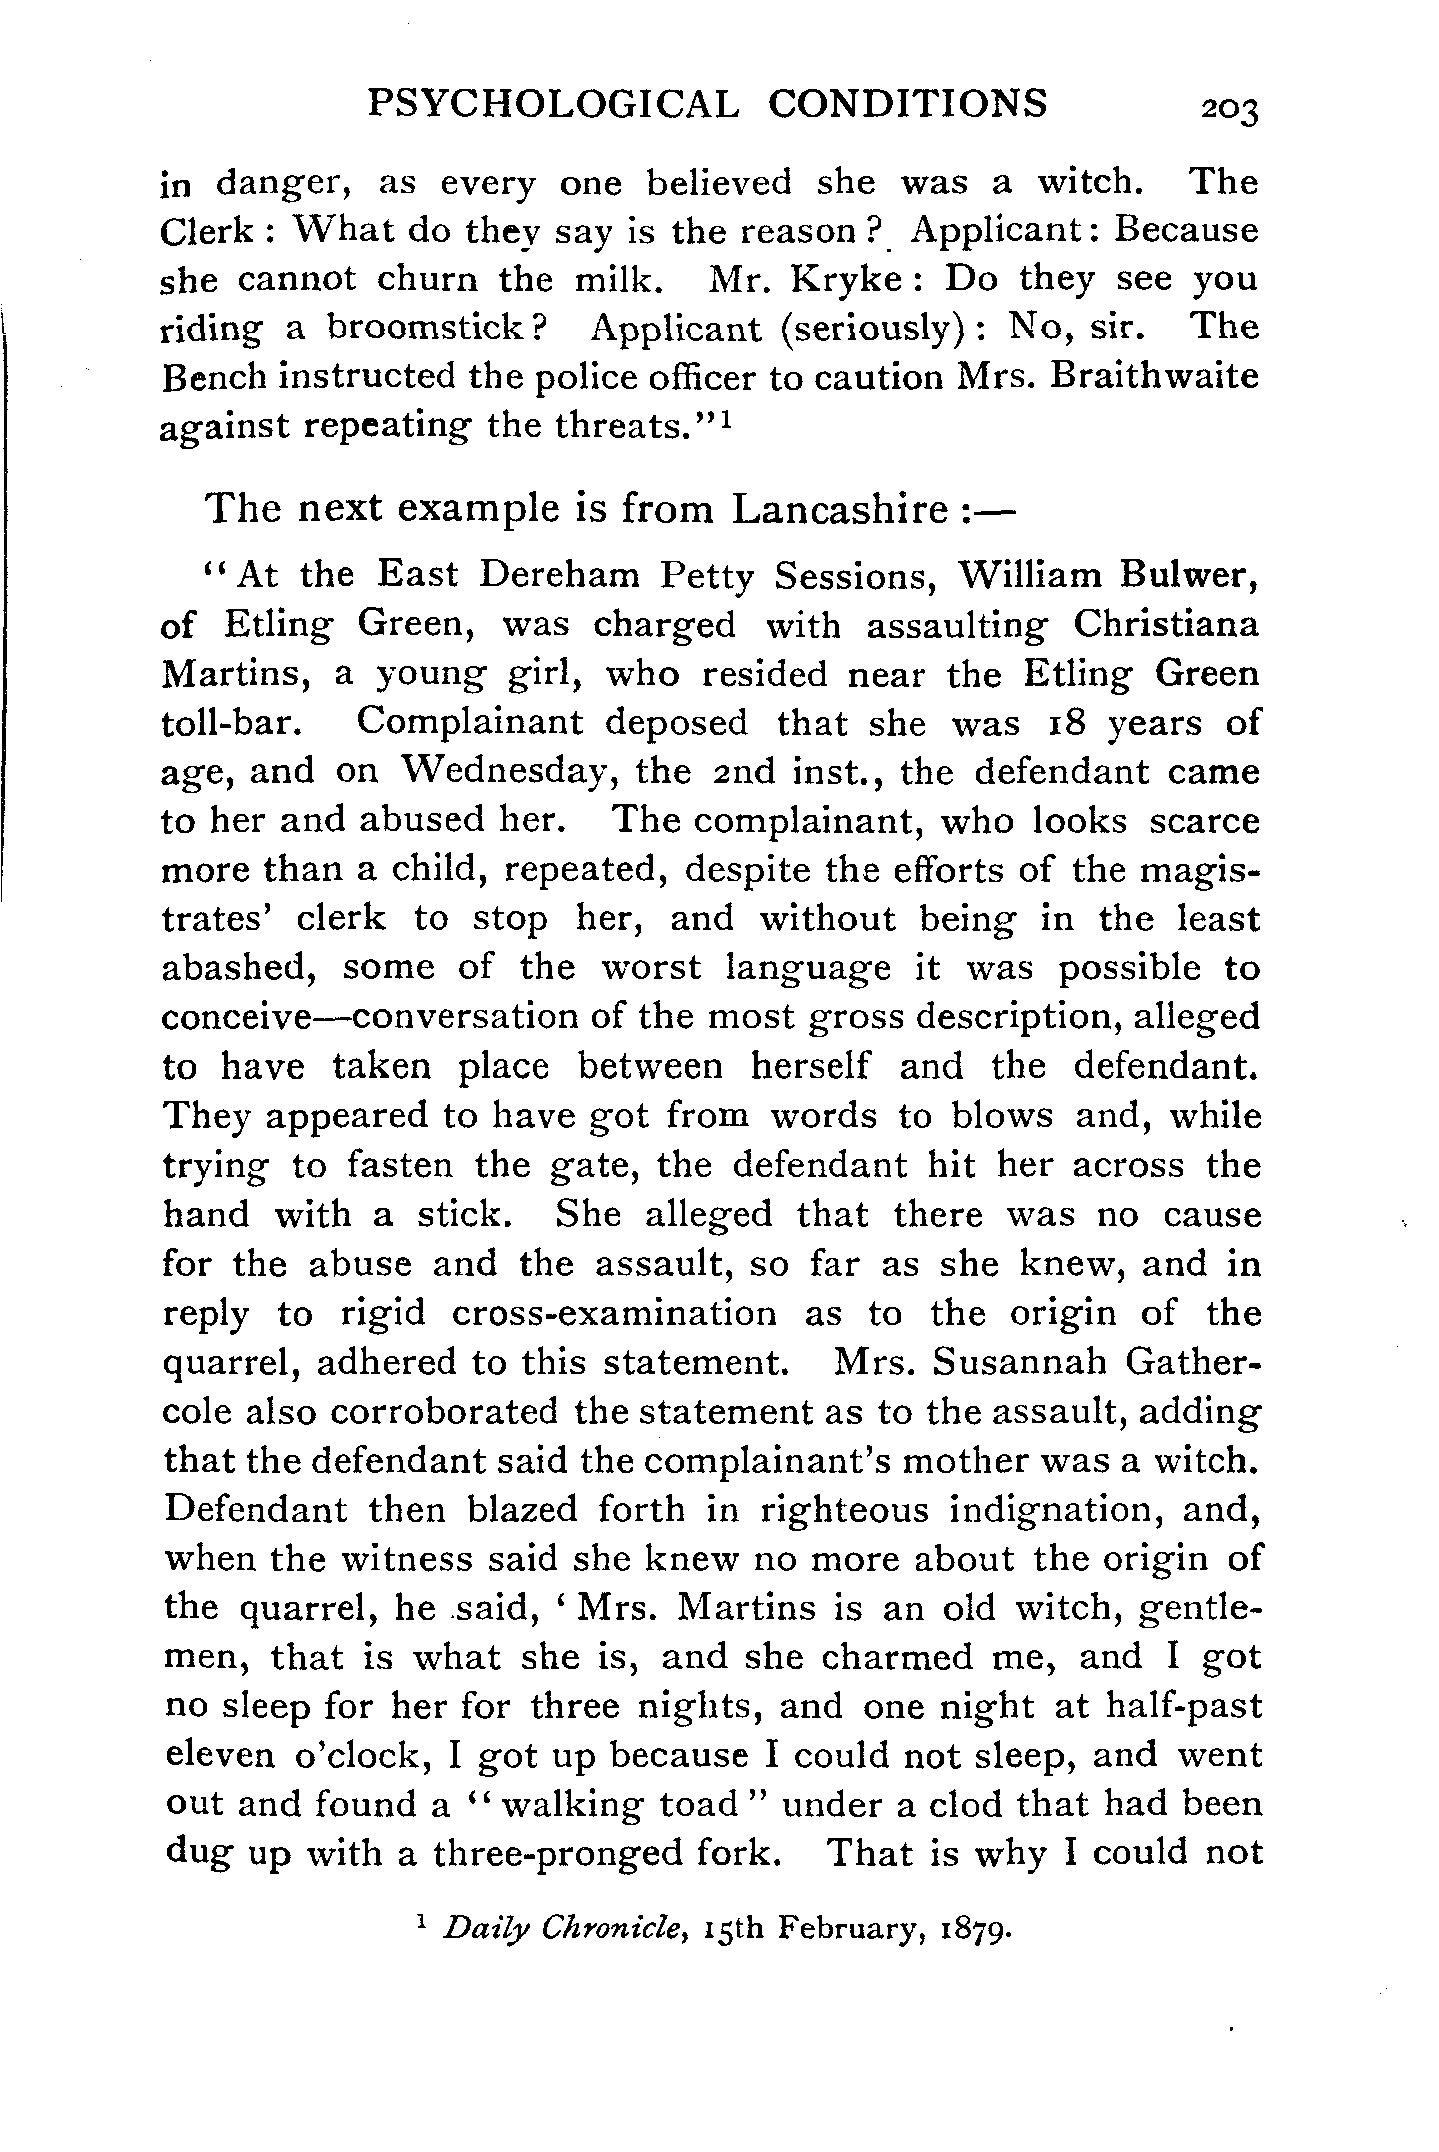 PSYCHOLOGICAL CONDITIONS 203
in danger, as every one believed she was a witch. The
Clerk : What do they say is the reason ? Applicant : Because
she cannot churn the milk. Mr. Kryke : Do they see you
riding a broomstick ? Applicant (seriously) : No, sir. The
Bench instructed the police officer to caution Mrs. Braithwaite
against repeating the threats."1
The next example is from Lancashire :—
"At the East Dereham Petty Sessions, William Bulwer,
of Etling Green, was charged with assaulting Christiana
Martins, a young girl, who resided near the Etling Green
toll-bar. Complainant deposed that she was 18 years of
age, and on Wednesday, the 2nd inst., the defendant came
to her and abused her. The complainant, who looks scarce
more than a child, repeated, despite the efforts of the magis-
trates' clerk to stop her, and without being in the least
abashed, some of the worst language it was possible to
conceive—conversation of the most gross description, alleged
to have taken place between herself and the defendant.
They appeared to have got from words to blows and, while
trying to fasten the gate, the defendant hit her across the
hand with a stick. She alleged that there was no cause
for the abuse and the assault, so far as she knew, and in
reply to rigid cross-examination as to the origin of the
quarrel, adhered to this statement. Mrs. Susannah Gather-
cole also corroborated the statement as to the assault, adding
that the defendant said the complainant's mother was a witch.
Defendant then blazed forth in righteous indignation, and,
when the witness said she knew no more about the origin of
the quarrel, he said, ' Mrs. Martins is an old witch, gentle-
men, that is what she is, and she charmed me, and I got
no sleep for her for three nights, and one night at half-past
eleven o'clock, I got up because I could not sleep, and went
out and found a "walking toad" under a clod that had been
dug up with a three-pronged fork. That is why I could not
1 Daily Chronicle, 15th February, 1879.